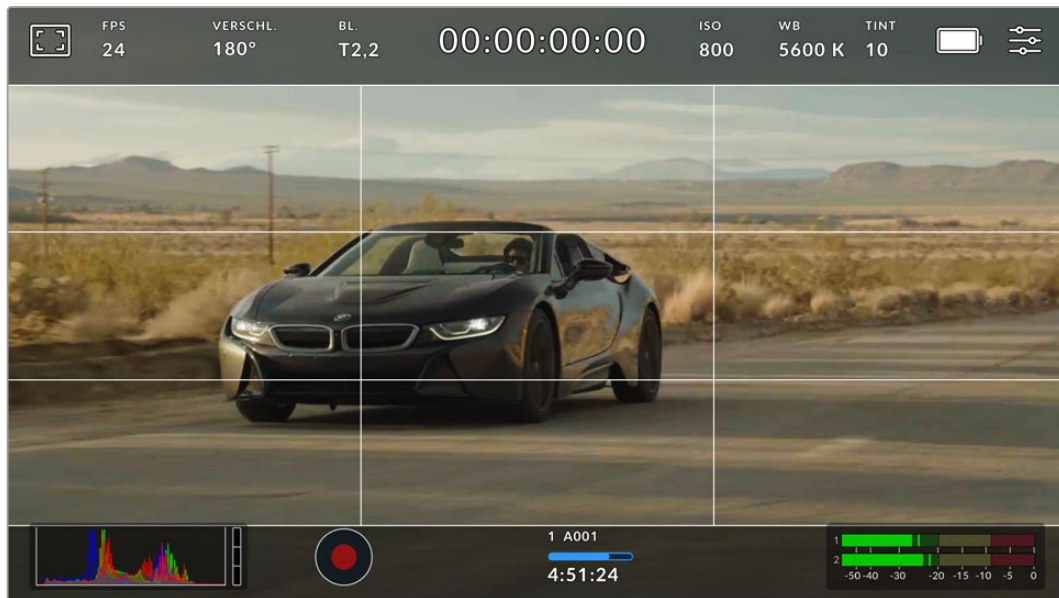 FPS VERSCHL. BL. 00:00:00:00 ISO WB TINT
24 180° T2,2 800 5600 K 10
1 A001
4:51:24
1
2
-50 -40 -30 -20 -15 -10 -5 0